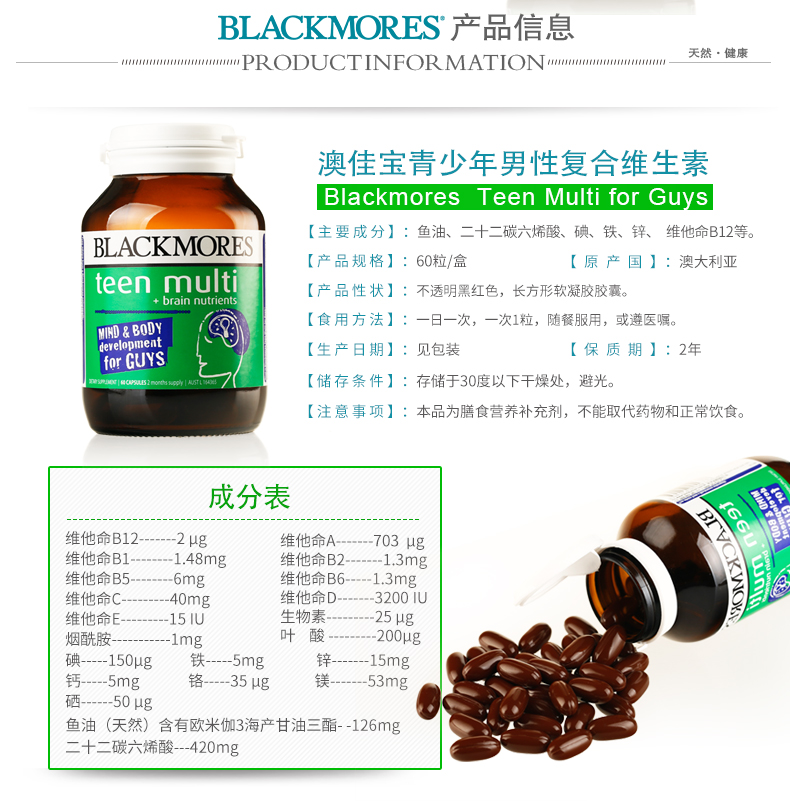 BLACKMORES® 产品信息
PRODUCTINFORMATION
天然·健康
澳佳宝青少年男性复合维生素
Blackmores Teen Multi for Guys
【主要成分】：鱼油、二十二碳六烯酸、碘、铁、锌、 维他命B12等。
【产品规格】：60粒/盒 【原产国】：澳大利亚
【产品性状】：不透明黑红色，长方形软凝胶胶囊。
【食用方法】：一日一次，一次1粒，随餐服用，或遵医嘱。
【生产日期】：见包装 【保质期】：2年
【储存条件】：存储于30度以下干燥处，避光。
【注意事项】：本品为膳食营养补充剂，不能取代药物和正常饮食。
BLACKMORES
teen multi
+ brain nutrients
MIND & BODY
development
for GUYS
DIETARY SUPPLEMENT | 60 CAPSULES 2 months supply | AUST L
成分表
维他命B12-------2 μg 维他命A-------703 μg
维他命B1--------1.48mg 维他命B2-------1.3mg
维他命B5-------6mg 维他命B6-----1.3mg
维他命C--------40mg 维他命D-------3200 IU
维他命E---------15 IU 生物素---------25 μg
烟酰胺-----------1mg 叶 酸 ---------200μg
碘-----150μg 铁-----5mg 锌-------15mg
钙-----5mg 铬-----35 μg 镁-------53mg
硒------50 μg
鱼油（天然）含有欧米伽3海产甘油三酯- -126mg
二十二碳六烯酸---420mg
BLACKMORES
teen
MIND & BODY